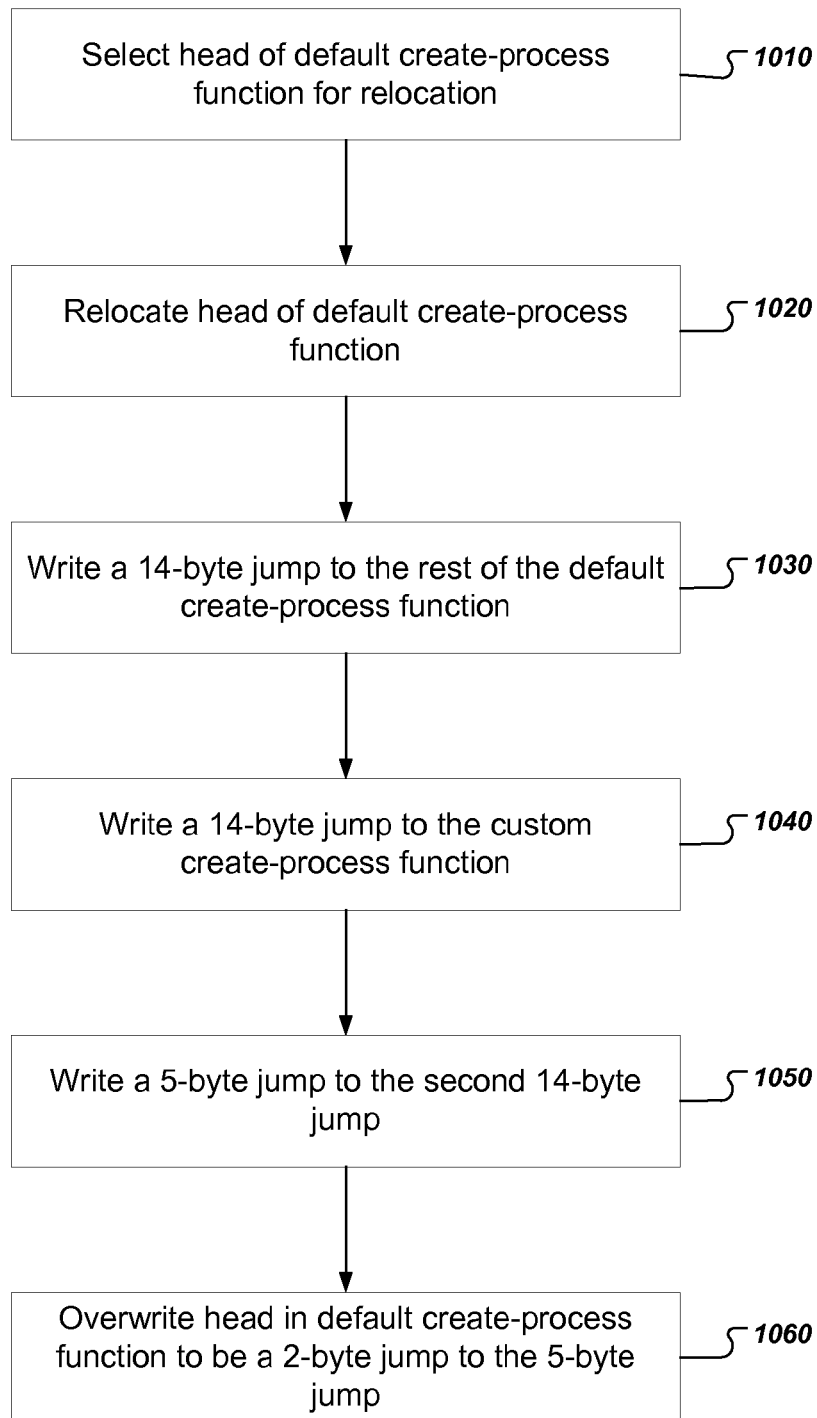 Select head of default create-process
function for relocation
1010
Relocate head of default create-process
function
1020
Write a 14-byte jump to the rest of the default
create-process function
1030
Write a 14-byte jump to the custom
create-process function
1040
Write a 5-byte jump to the second 14-byte
jump
1050
Overwrite head in default create-process
function to be a 2-byte jump to the 5-byte
jump
1060